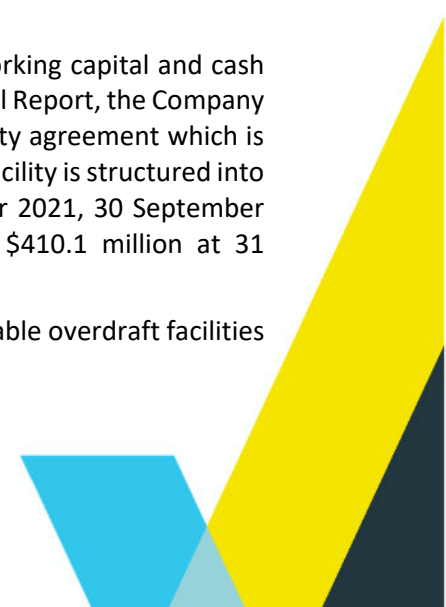 rking capital and cash
l Report, the Company
ty agreement which is
cility is structured into
r 2021, 30 September
$410.1 million at 31
able overdraft facilities